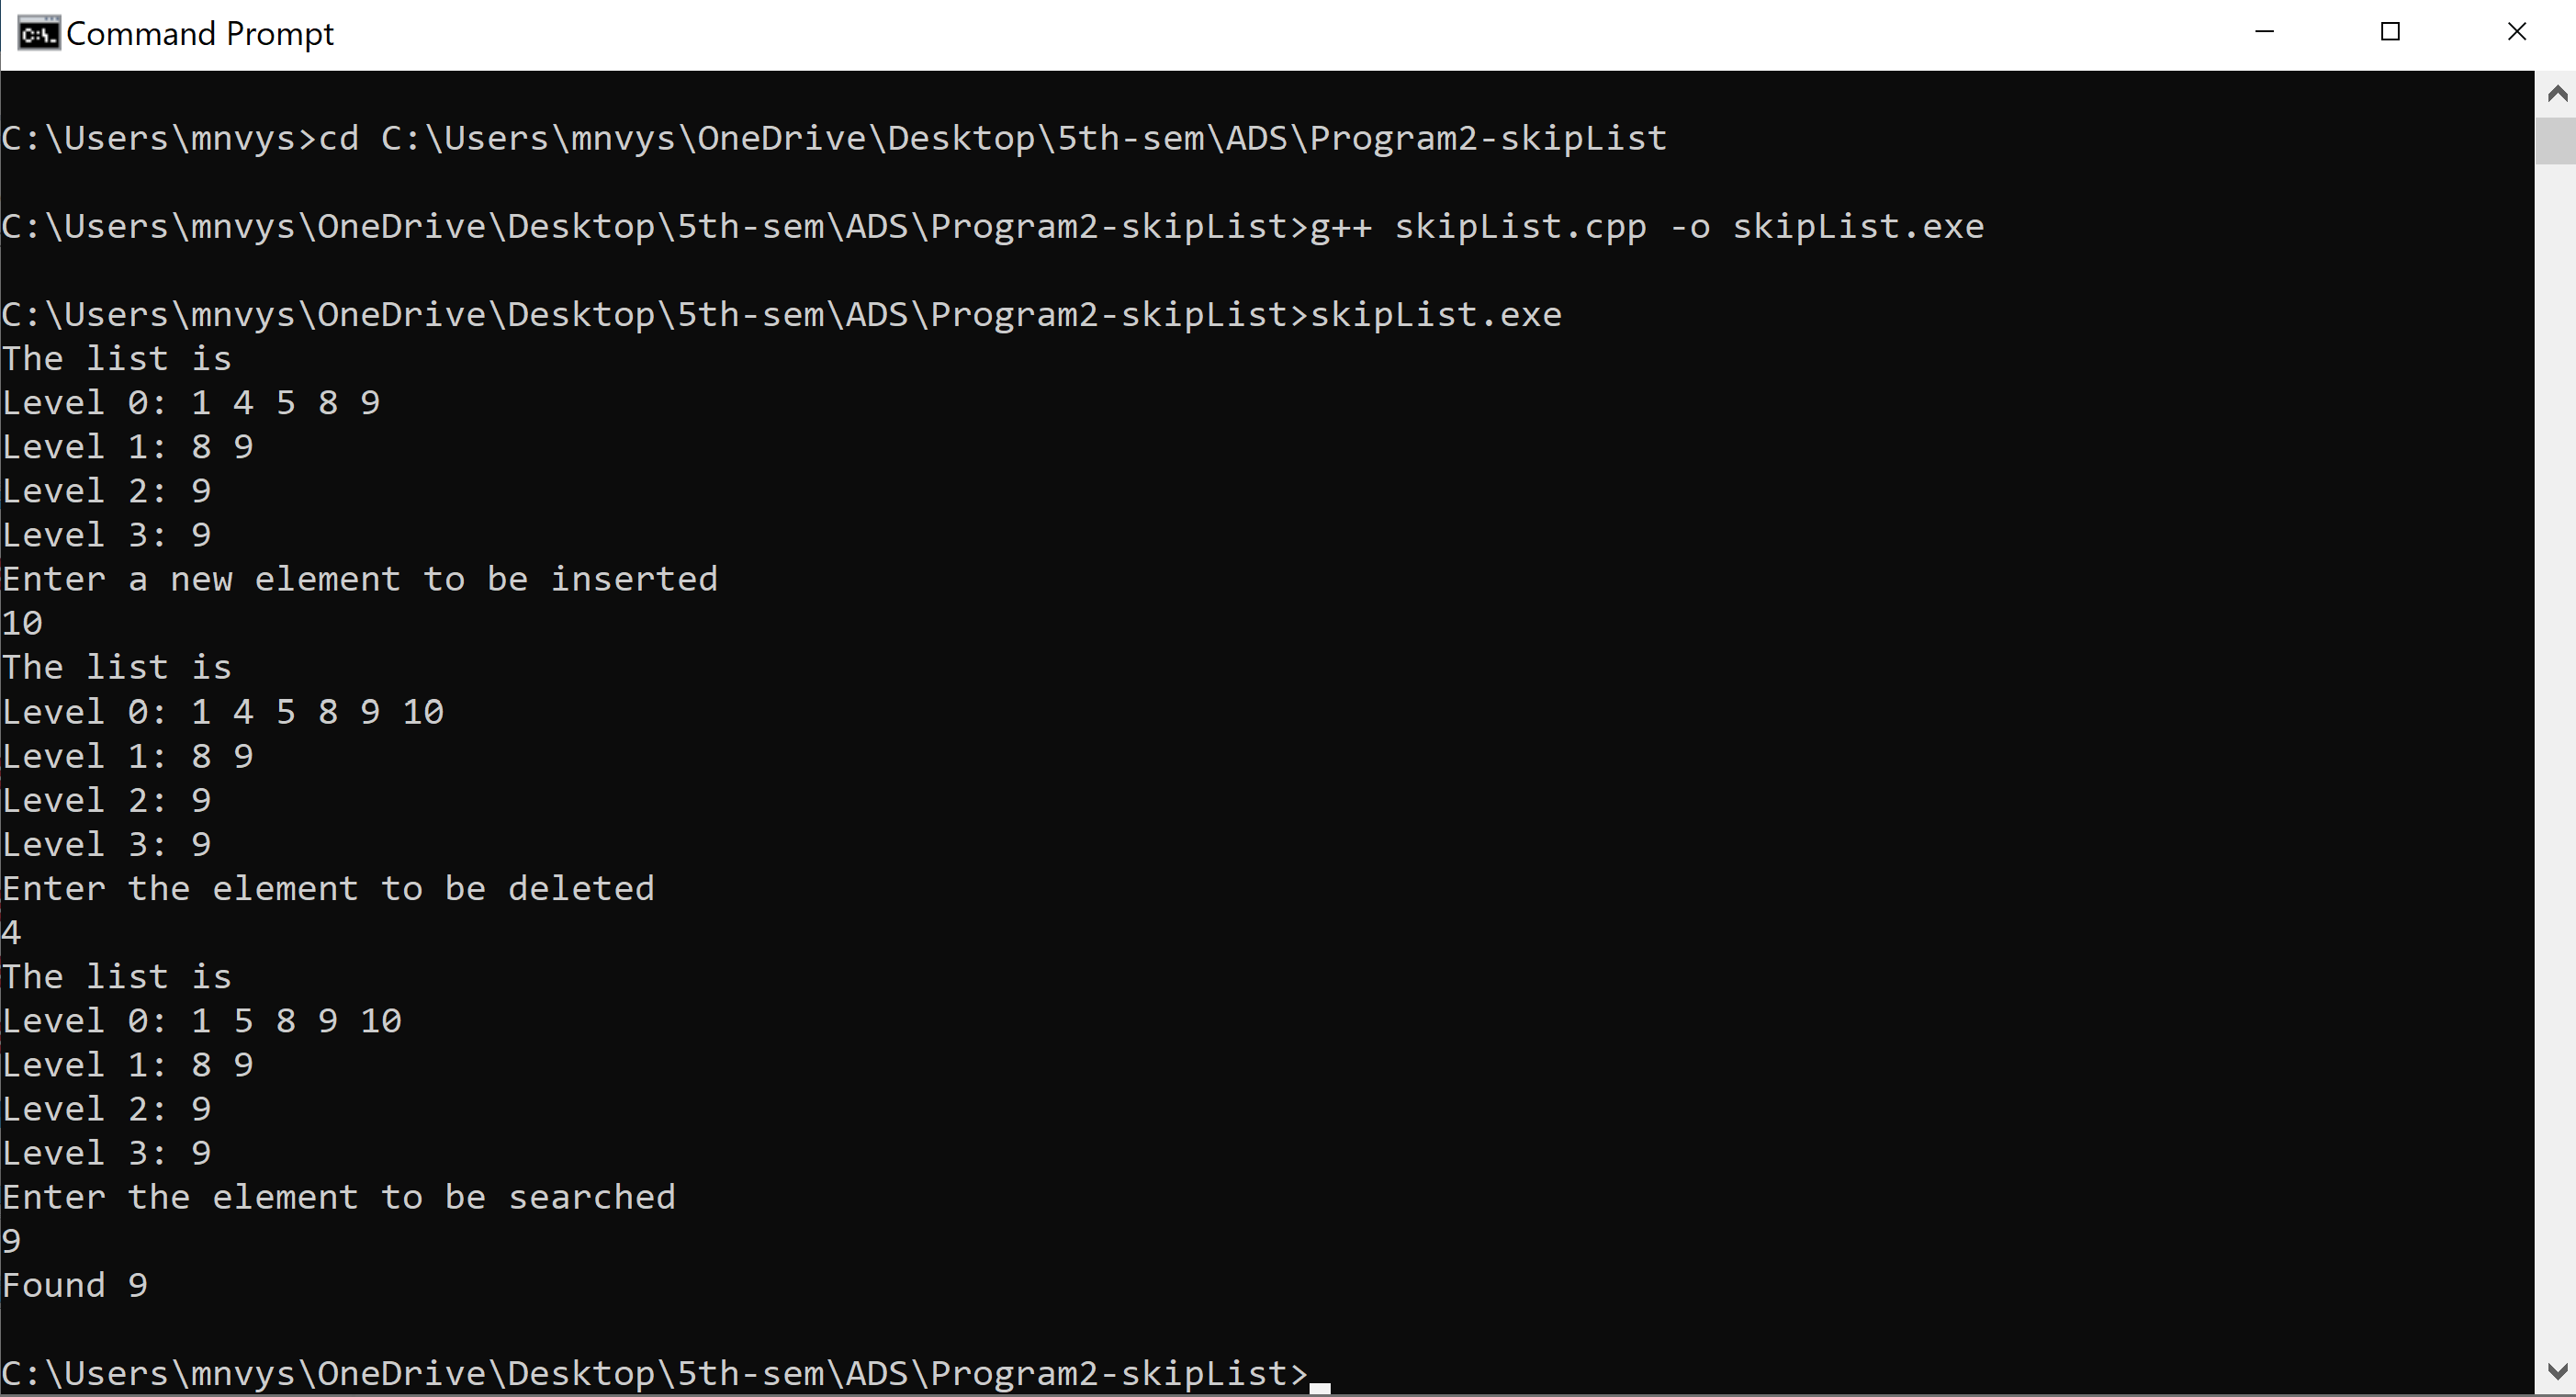 Command Prompt
C:\Users\mnvys>cd C:\Users\mnvys\OneDrive\Desktop\5th-sem\ADS\Program2-skipList
C:\Users\mnvys\OneDrive\Desktop\5th-sem\ADS\Program2-skipList>g++ skipList.cpp -o skipList.exe
C:\Users\mnvys\OneDrive\Desktop\5th-sem\ADS\Program2-skipList>skipList.exe
The list is
Level 0: 1 4 5 8 9
Level 1: 8 9
Level 2: 9
Level 3: 9
Enter a new element to be inserted
10
The list is
Level 0: 1 4 5 8 9 10
Level 1: 8 9
Level 2: 9
Level 3: 9
Enter the element to be deleted
4
The list is
Level 0: 1 5 8 9 10
Level 1: 8 9
Level 2: 9
Level 3: 9
Enter the element to be searched
9
Found 9
C:\Users\mnvys\OneDrive\Desktop\5th-sem\ADS\Program2-skipList>